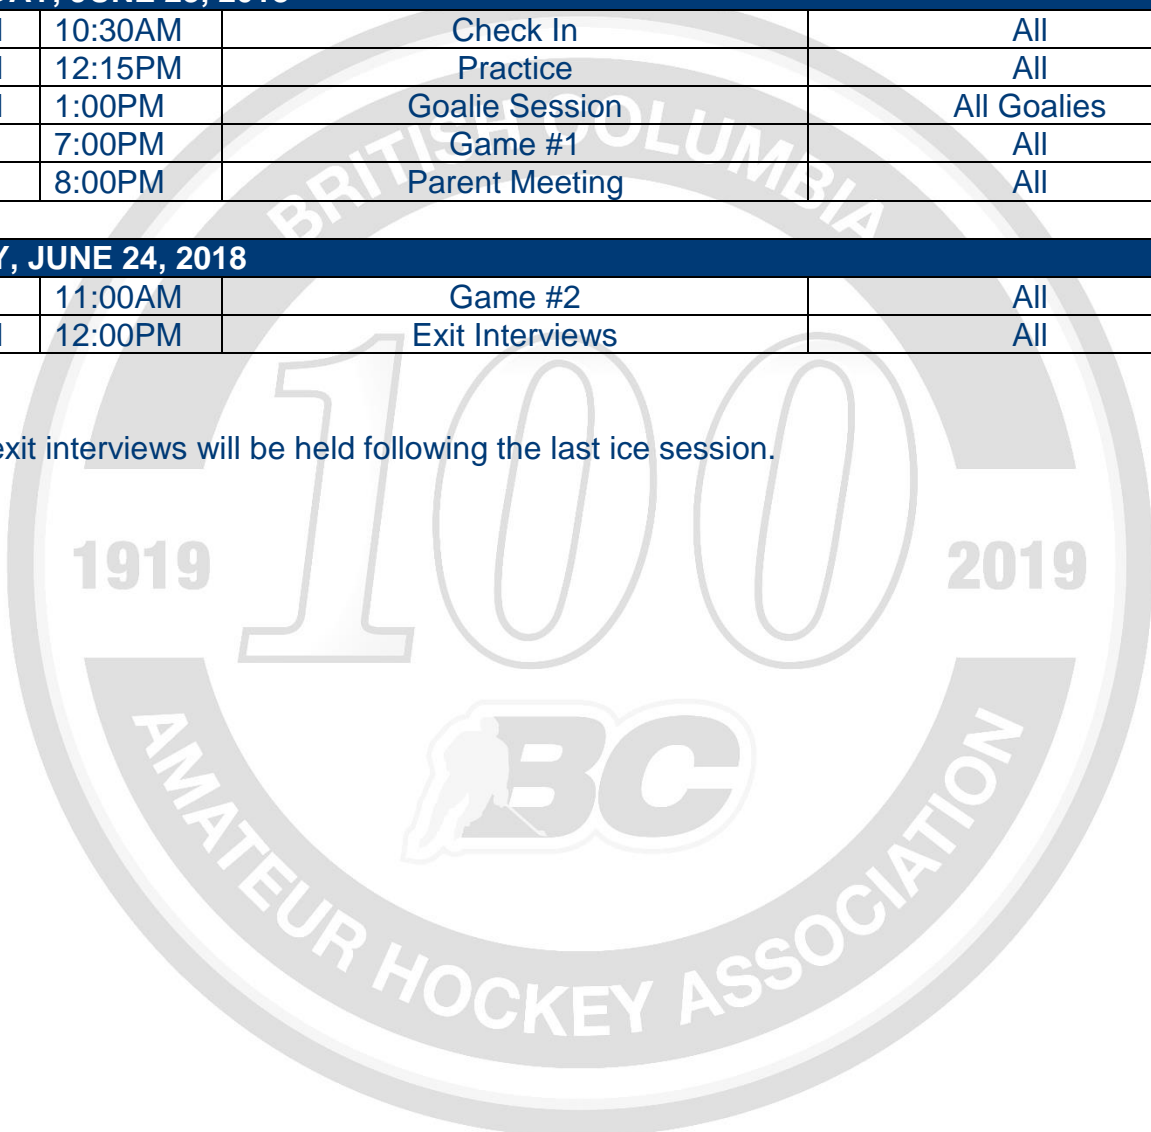 10:30AM Check In All
12:15PM Practice All
1:00PM Goalie Session All Goalies
7:00PM Game #1 All
8:00PM Parent Meeting All
Y, JUNE 24, 2018
11:00AM Game #2 All
12:00PM Exit Interviews All
exit interviews will be held following the last ice session.
BRITISH COLUMBIA
100
1919 2019
BC
AMATEUR HOCKEY ASSOCIATION